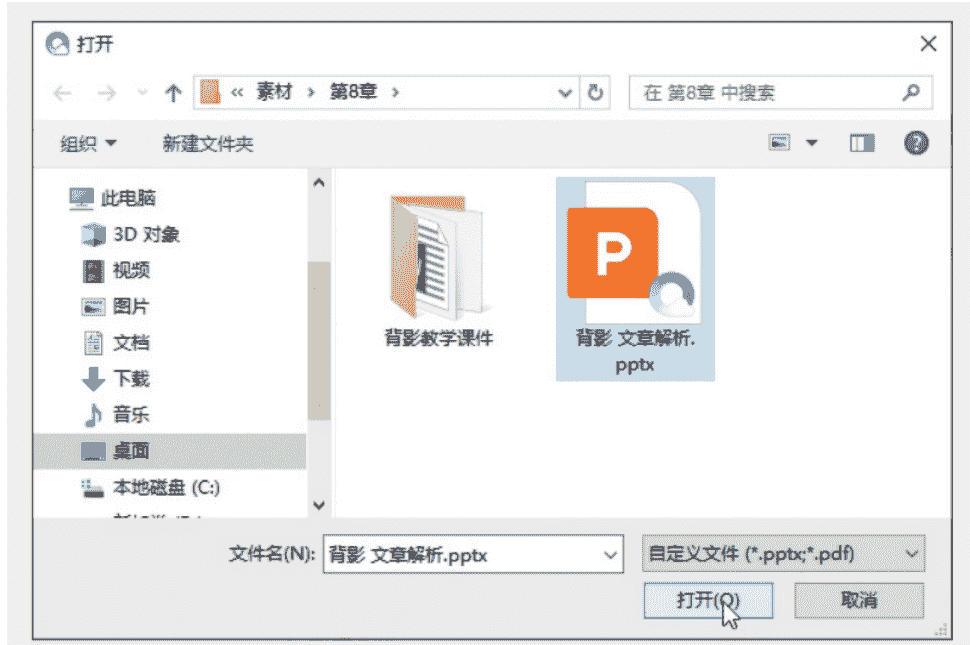 打开
« 素材 › 第8章 ›
在 第8章 中搜索
组织
新建文件夹
此电脑
3D 对象
视频
图片
文档
下载
音乐
桌面
本地磁盘 (C:)
P
背影教学课件
背影 文章解析.
pptx
文件名(N):
背影 文章解析.pptx
自定义文件 (*.pptx;*.pdf)
打开(O)
取消